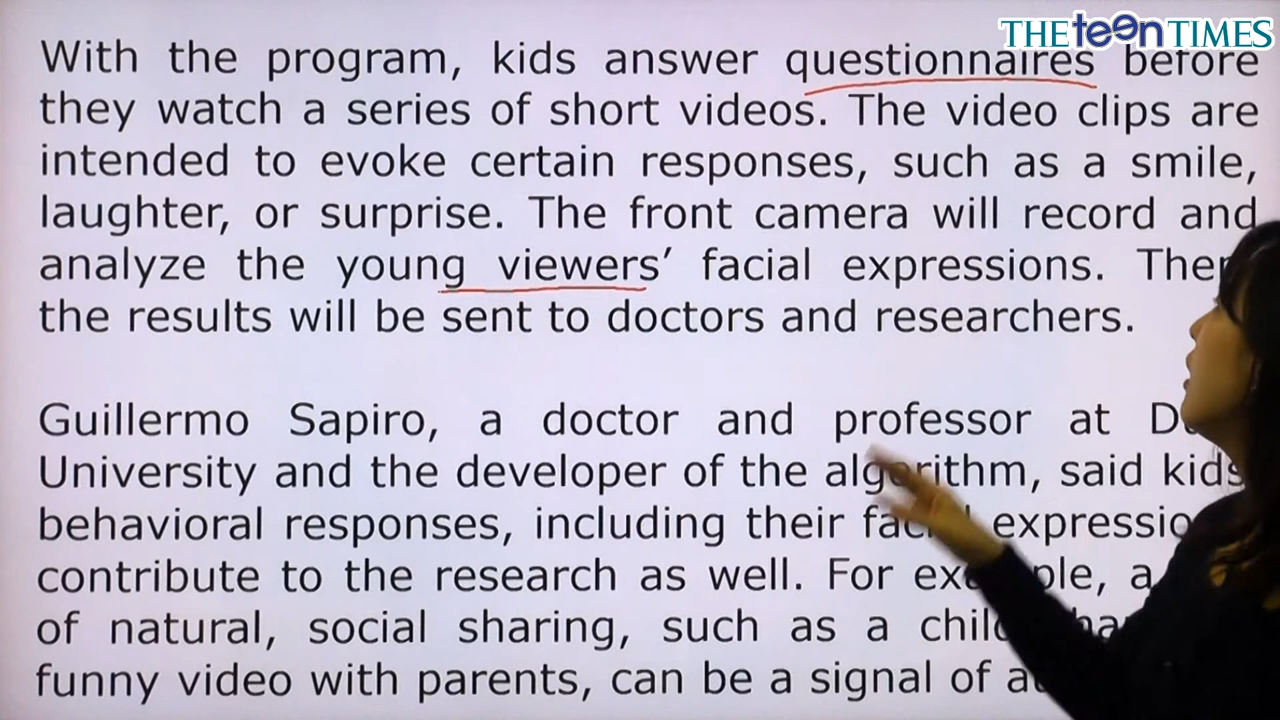 THE teen TIMES
With the program, kids answer questionnaires before
they watch a series of short videos. The video clips are
intended to evoke certain responses, such as a smile,
laughter, or surprise. The front camera will record and
analyze the young viewers’ facial expressions. Then
the results will be sent to doctors and researchers.
Guillermo Sapiro, a doctor and professor at
University and the developer of the algorithm, said kids
behavioral responses, including their facial
contribute to the research as well. For example, a
of natural, social sharing, such as a child
funny video with parents, can be a signal of